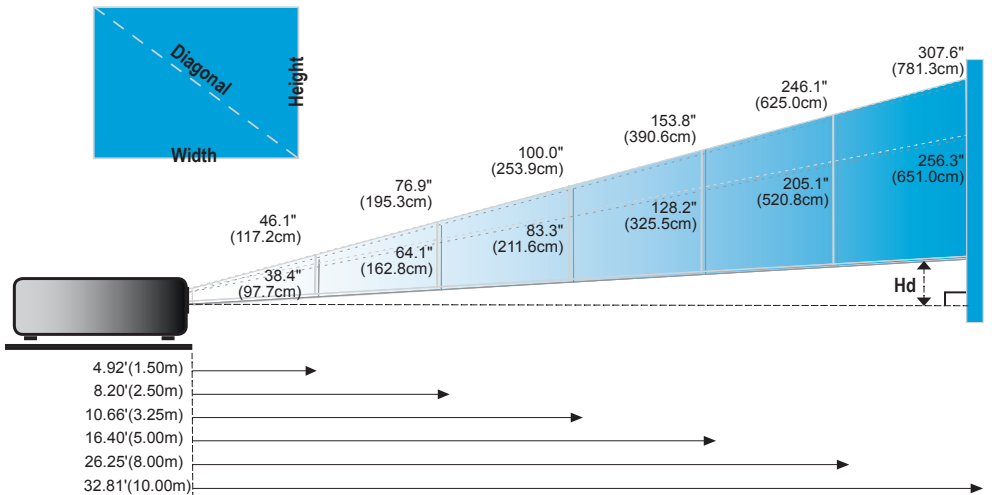 Diagonal
Height
Width
307.6"
(781.3cm)
246.1"
(625.0cm)
153.8"
(390.6cm)
100.0"
(253.9cm)
76.9"
(195.3cm)
46.1"
(117.2cm)
256.3"
(651.0cm)
205.1"
(520.8cm)
128.2"
(325.5cm)
83.3"
(211.6cm)
64.1"
(162.8cm)
38.4"
(97.7cm)
Hd
4.92'(1.50m)
8.20'(2.50m)
10.66'(3.25m)
16.40'(5.00m)
26.25'(8.00m)
32.81'(10.00m)